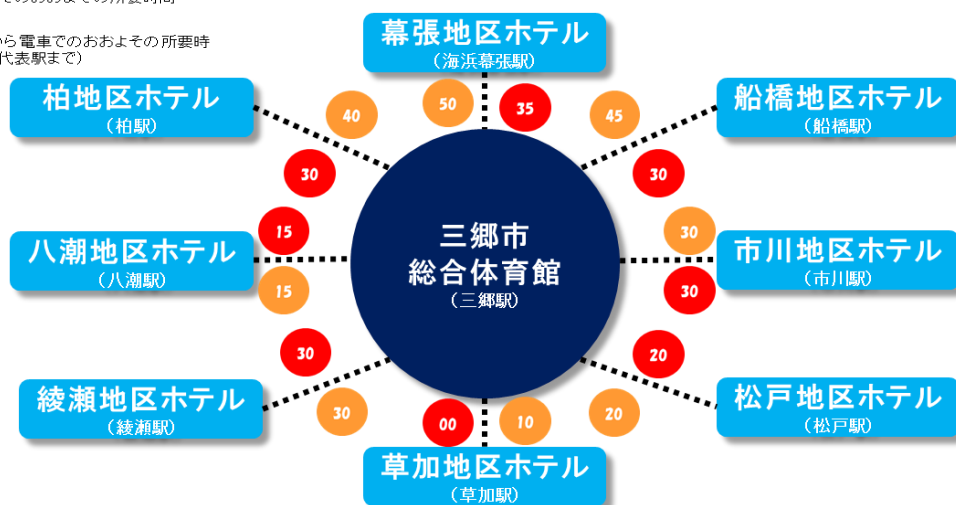 から電車でのおおよその所要時
代表駅まで)
幕張地区ホテル
(海浜幕張駅)
柏地区ホテル
(柏駅)
40
50
35
45
船橋地区ホテル
(船橋駅)
30
30
八潮地区ホテル
(八潮駅)
15
15
三郷市
総合体育館
(三郷駅)
30
30
市川地区ホテル
(市川駅)
綾瀬地区ホテル
(綾瀬駅)
30
30
00
10
20
20
松戸地区ホテル
(松戸駅)
草加地区ホテル
(草加駅)